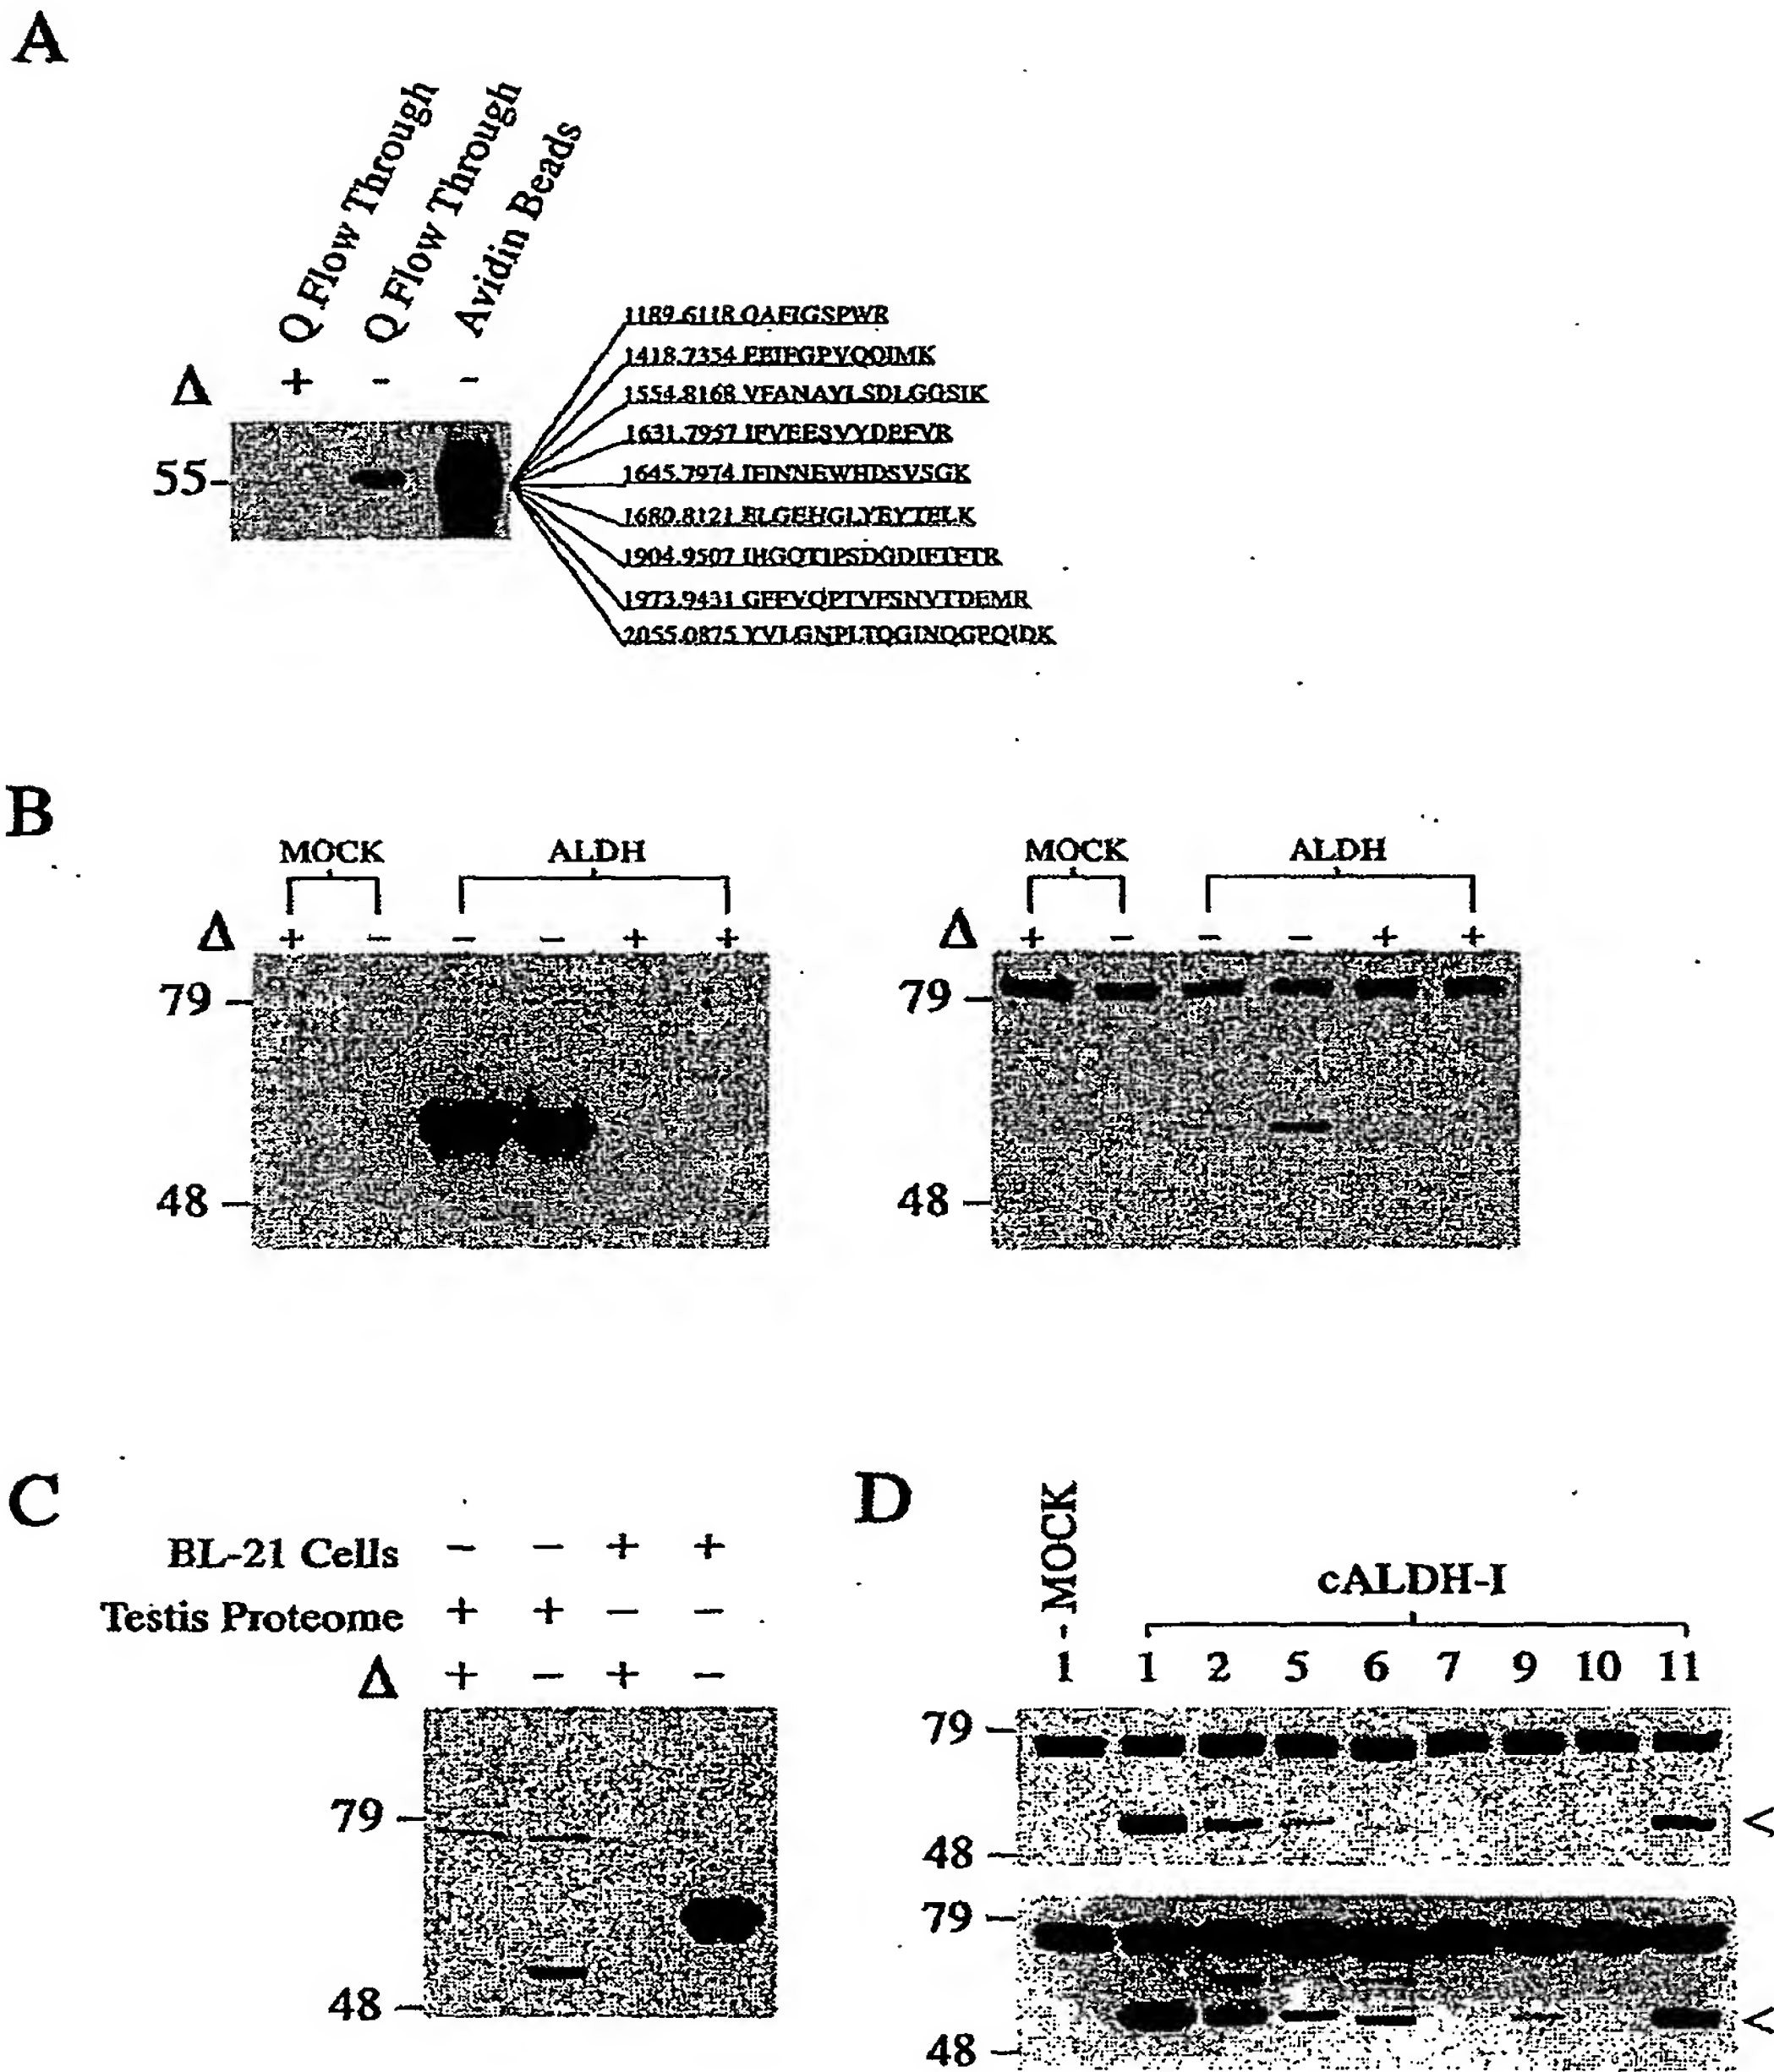 A
Q Flow Through
Q Flow Through
Avidin Beads
Δ + - -
55-
1189.6118 QAFIGSPWR
1418.7354 EEIFGPVQQIMK
1554.8168 VFANAYLSDLGGSIK
1631.7957 IFVEESVYDEFVR
1645.7974 IFINNEWHDSVSGK
1680.8121 ELGEHGLYEYTELK
1904.9507 IHGQTIPSDGDIFTFTR
1973.9431 GFFVQPTVFSNVTDEMR
2055.0875 YVLGNPLTQGINQGPQIDK
B
MOCK ALDH
Δ + - - - + +
79-
48-
MOCK ALDH
Δ + - - - + +
79-
48-
C
BL-21 Cells - - + +
Testis Proteome + + - -
Δ + - + -
79-
48-
D
1 - MOCK
cALDH-I
1 2 5 6 7 9 10 11
79-
<
48-
79-
<
48-